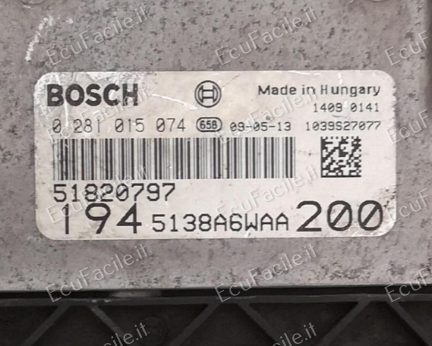 BOSCH Made in Hungary
1409 0141
0 281 015 074 658 09-05-13 1039S27077
51820797
194 5138A6WAA 200
EcuFacile.it